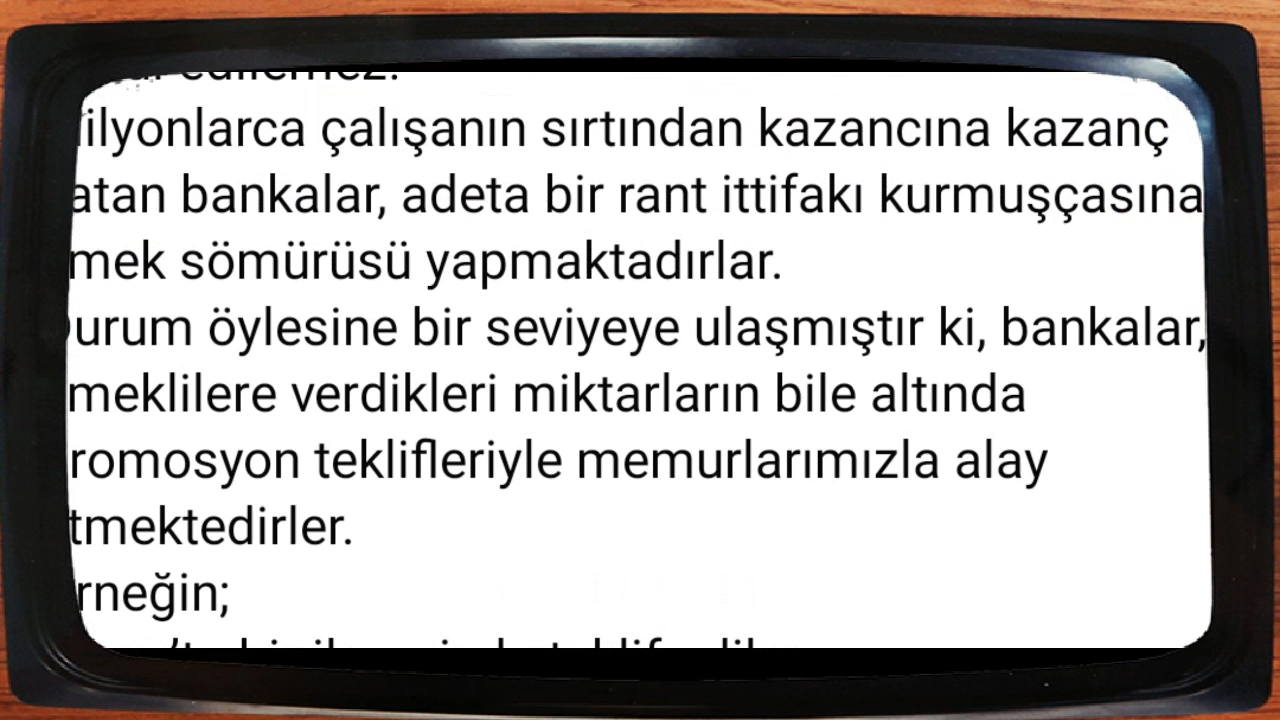 edilemez.
ilyonlarca çalışanın sırtından kazancına kazanç
atan bankalar, adeta bir rant ittifakı kurmuşçasına
mek sömürüsü yapmaktadırlar.
urum öylesine bir seviyeye ulaşmıştır ki, bankalar,
meklilere verdikleri miktarların bile altında
romosyon teklifleriyle memurlarımızla alay
tmektedirler.
rneğin;